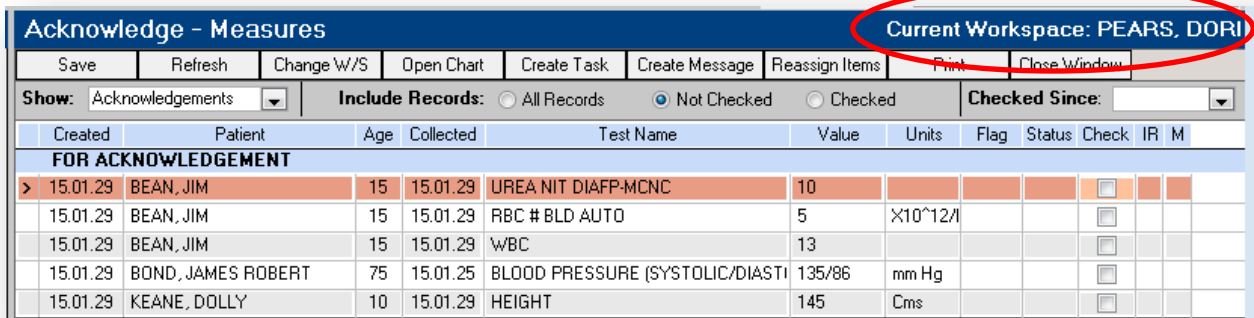 Acknowledge - Measures Current Workspace: PEARS, DORI
Save Refresh Change W/S Open Chart Create Task Create Message Reassign Items Print Close Window
Show: Acknowledgements Include Records: All Records Not Checked Checked Checked Since:
Created Patient Age Collected Test Name Value Units Flag Status Check IR M
FOR ACKNOWLEDGEMENT
> 15.01.29 BEAN, JIM 15 15.01.29 UREA NIT DIAFP-MCNC 10
15.01.29 BEAN, JIM 15 15.01.29 RBC # BLD AUTO 5 X10^12/l
15.01.29 BEAN, JIM 15 15.01.29 WBC 13
15.01.29 BOND, JAMES ROBERT 75 15.01.25 BLOOD PRESSURE (SYSTOLIC/DIASTI 135/86 mm Hg
15.01.29 KEANE, DOLLY 10 15.01.29 HEIGHT 145 Cms